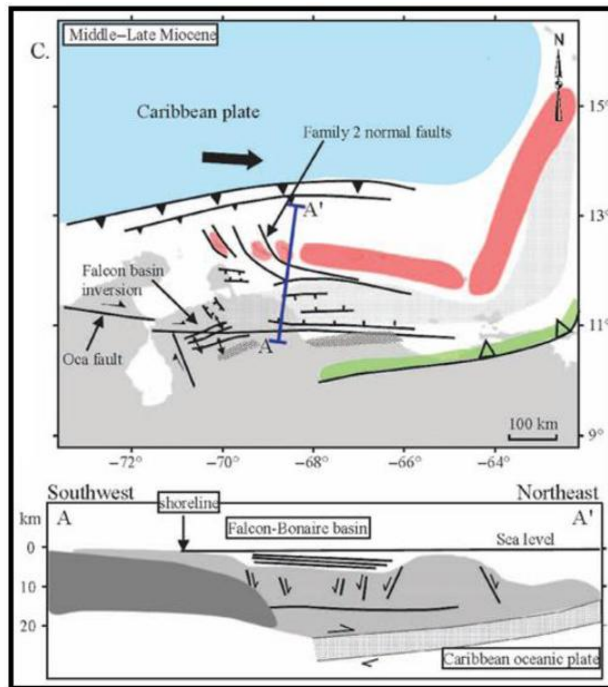 C.
Middle–Late Miocene
N
Caribbean plate
Family 2 normal faults
15°
13°
11°
9°
A'
Falcon basin
inversion
Oca fault
A
100 km
−72° −70° −68° −66° −64°
Southwest
Northeast
shoreline
km
A
A'
Falcon-Bonaire basin
Sea level
0
10
20
Caribbean oceanic plate